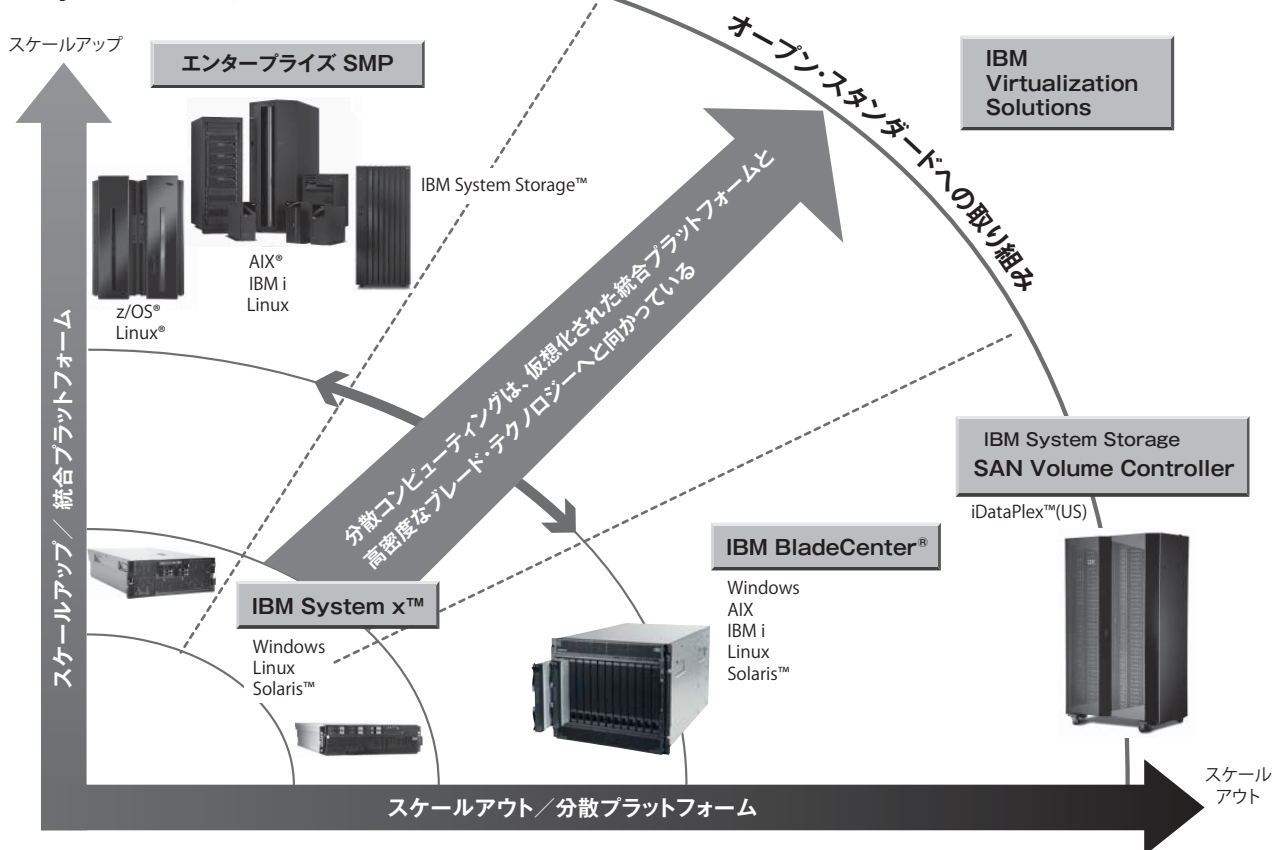 スケールアップ
エンタープライズ SMP
IBM
Virtualization
Solutions
オープン・スタンダードへの取り組み
IBM System Storage™
AIX®
IBM i
Linux
z/OS®
Linux®
スケールアップ／統合プラットフォーム
分散コンピューティングは、仮想化された統合プラットフォームと
高密度なブレード・テクノロジーへと向かっている
IBM System Storage
SAN Volume Controller
iDataPlex™(US)
IBM BladeCenter®
Windows
AIX
IBM i
Linux
Solaris™
IBM System x™
Windows
Linux
Solaris™
スケールアウト／分散プラットフォーム
スケール
アウト